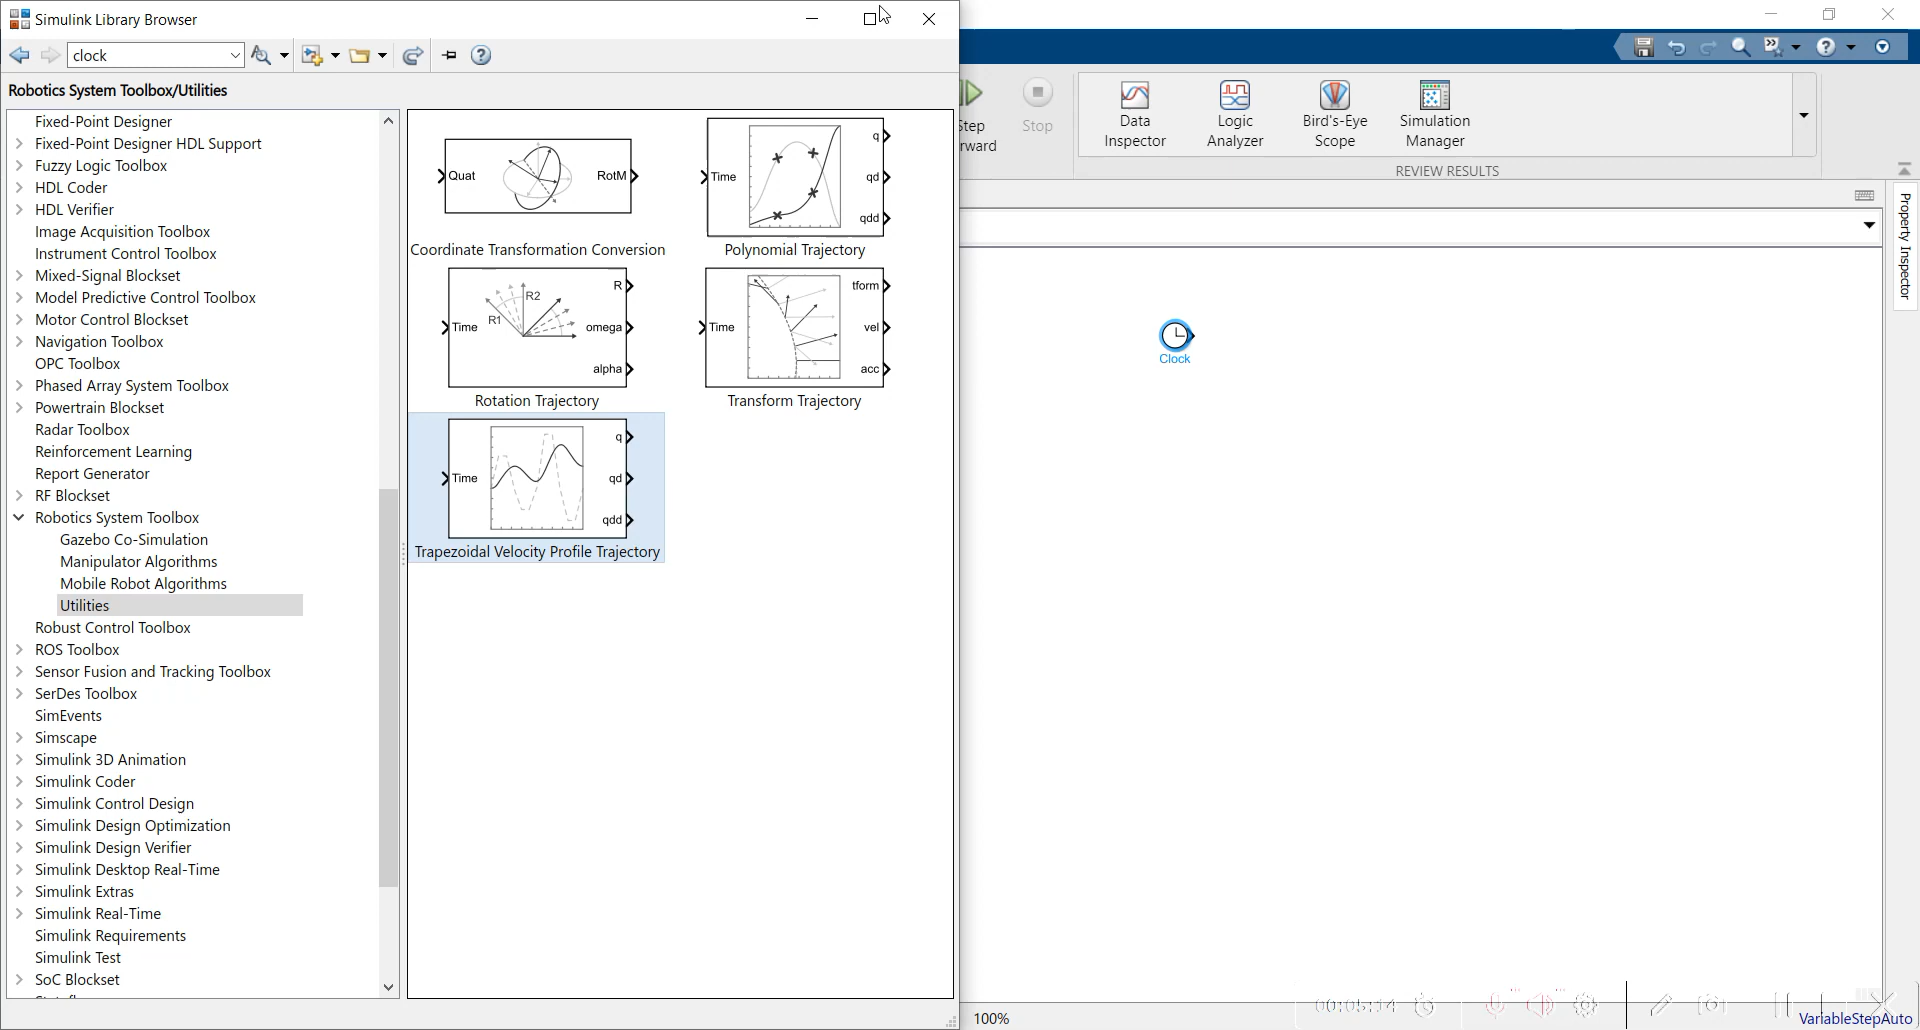 Simulink Library Browser
clock
Robotics System Toolbox/Utilities
Fixed-Point Designer
Fixed-Point Designer HDL Support
Fuzzy Logic Toolbox
HDL Coder
HDL Verifier
Image Acquisition Toolbox
Instrument Control Toolbox
Mixed-Signal Blockset
Model Predictive Control Toolbox
Motor Control Blockset
Navigation Toolbox
OPC Toolbox
Phased Array System Toolbox
Powertrain Blockset
Radar Toolbox
Reinforcement Learning
Report Generator
RF Blockset
Robotics System Toolbox
Gazebo Co-Simulation
Manipulator Algorithms
Mobile Robot Algorithms
Utilities
Robust Control Toolbox
ROS Toolbox
Sensor Fusion and Tracking Toolbox
SerDes Toolbox
SimEvents
Simscape
Simulink 3D Animation
Simulink Coder
Simulink Control Design
Simulink Design Optimization
Simulink Design Verifier
Simulink Desktop Real-Time
Simulink Extras
Simulink Real-Time
Simulink Requirements
Simulink Test
SoC Blockset
Quat
RotM
Coordinate Transformation Conversion
Time
q
qd
qdd
Polynomial Trajectory
Time
R1
R2
R
omega
alpha
Rotation Trajectory
Time
tform
vel
acc
Transform Trajectory
Time
q
qd
qdd
Trapezoidal Velocity Profile Trajectory
Step
Stop
Data
Inspector
Logic
Analyzer
Bird's-Eye
Scope
Simulation
Manager
REVIEW RESULTS
Property Inspector
Clock
100%
00:05:14
VariableStepAuto